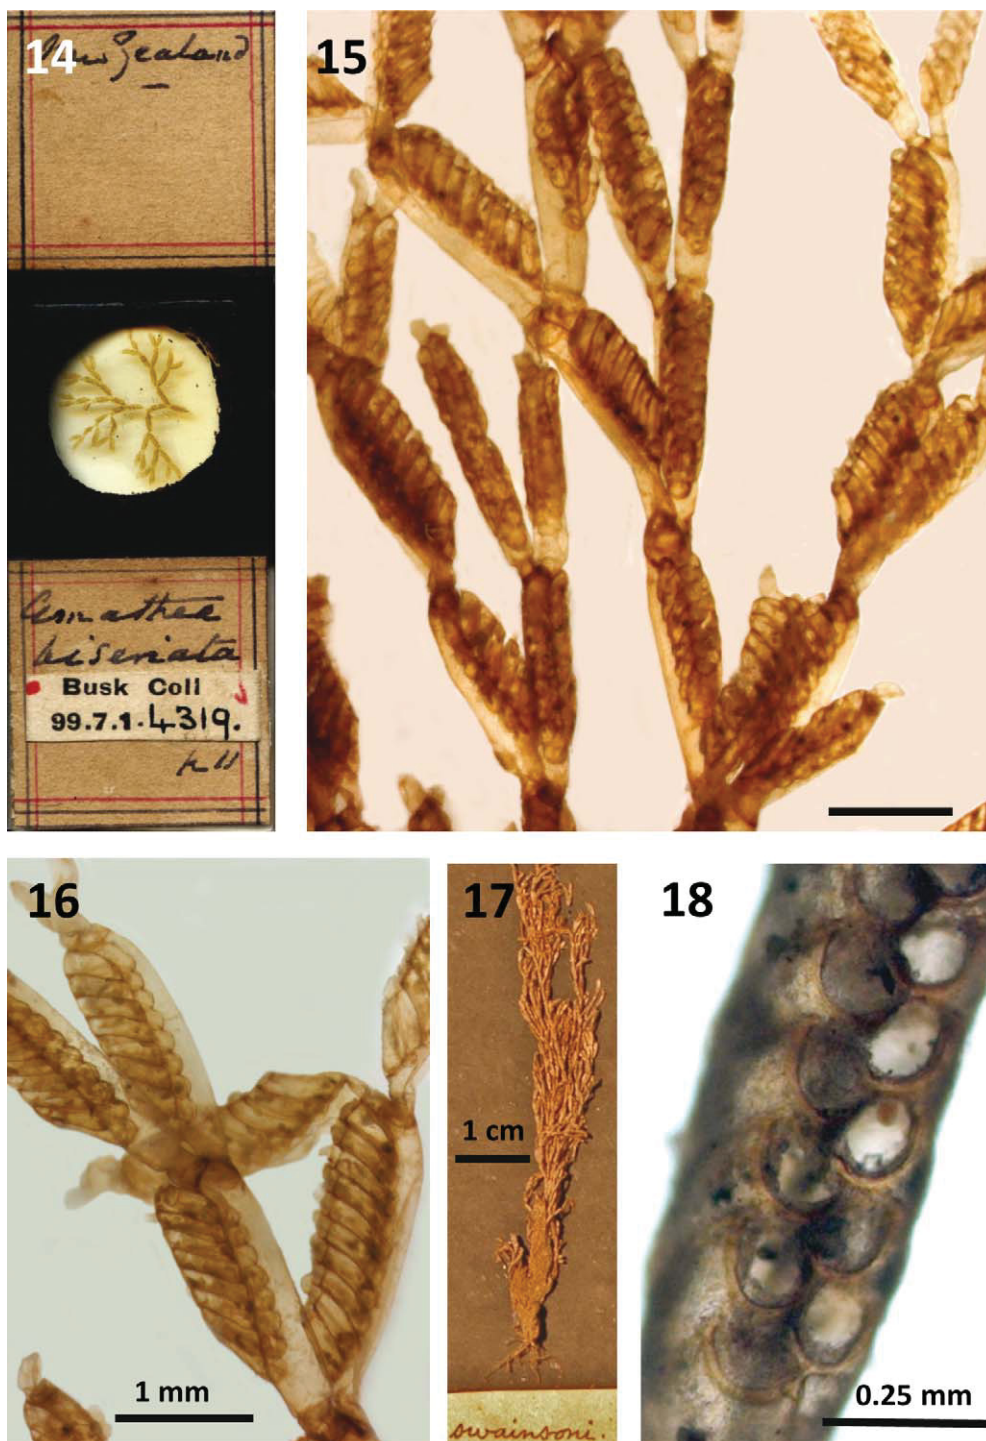 14
New Zealand
15
Amathea
biseriata
Busk Coll
99.7.1.4319.
16
1 mm
17
1 cm
swainsoni.
18
0.25 mm